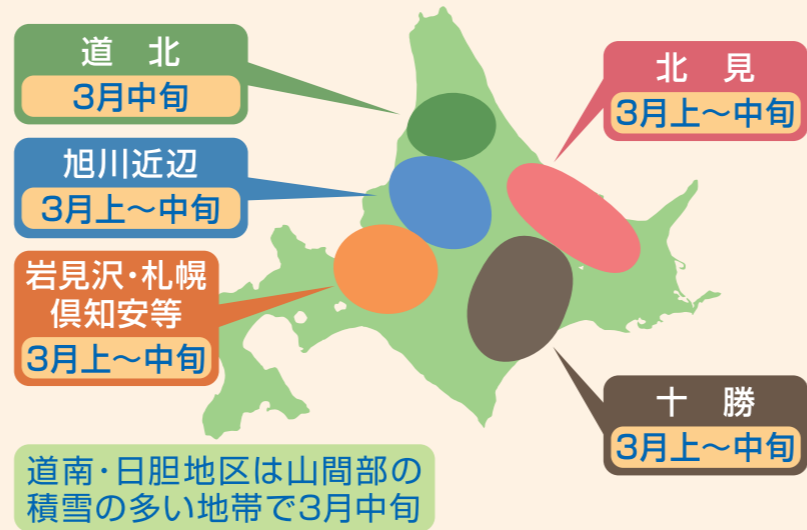 道 北
3月中旬
旭川近辺
3月上～中旬
岩見沢・札幌
倶知安等
3月上～中旬
北 見
3月上～中旬
十 勝
3月上～中旬
道南・日胆地区は山間部の
積雪の多い地帯で3月中旬